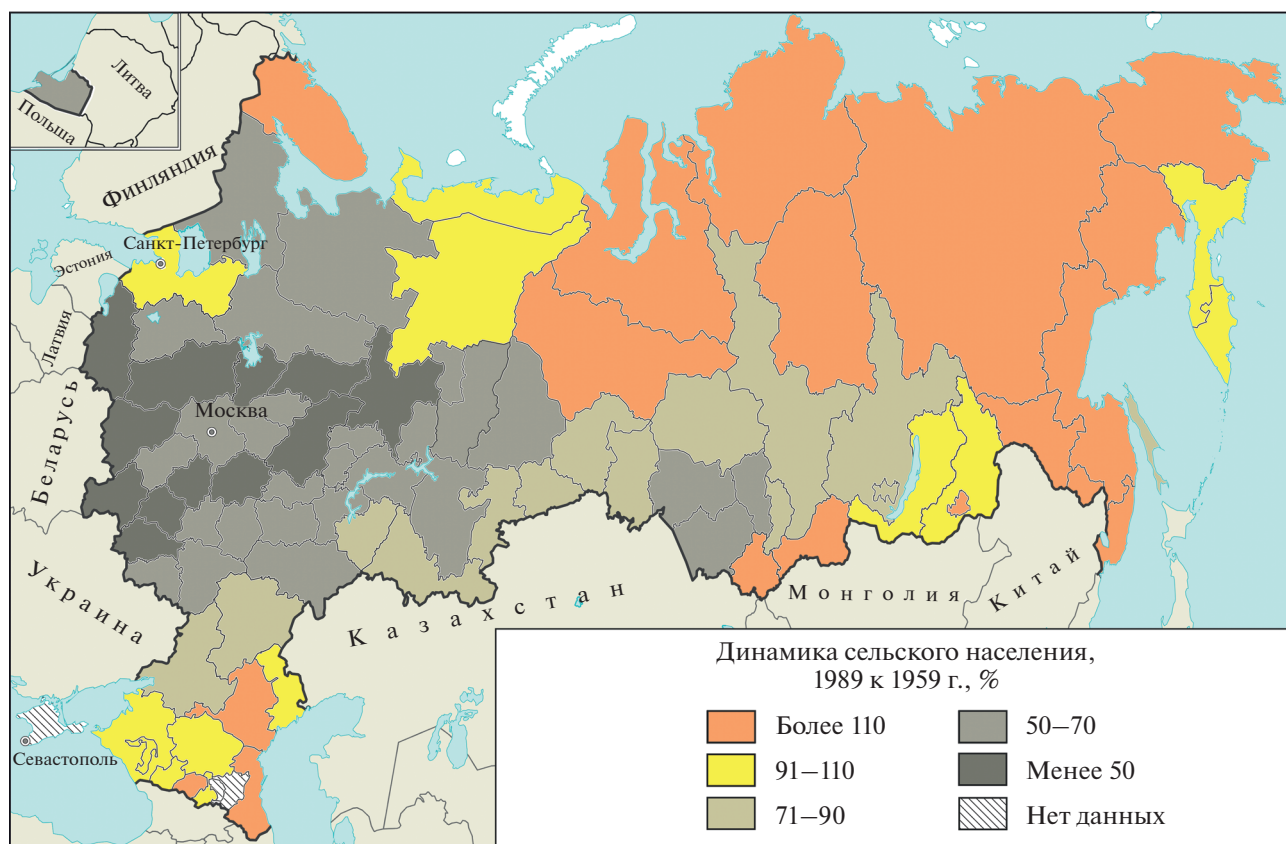 Литва
Польша
Финляндия
Санкт-Петербург
Эстония
Латвия
Беларусь
Москва
Украина
Казахстан
Монголия
Китай
Севастополь
Динамика сельского населения,
1989 к 1959 г., %
Более 110
91–110
71–90
50–70
Менее 50
Нет данных